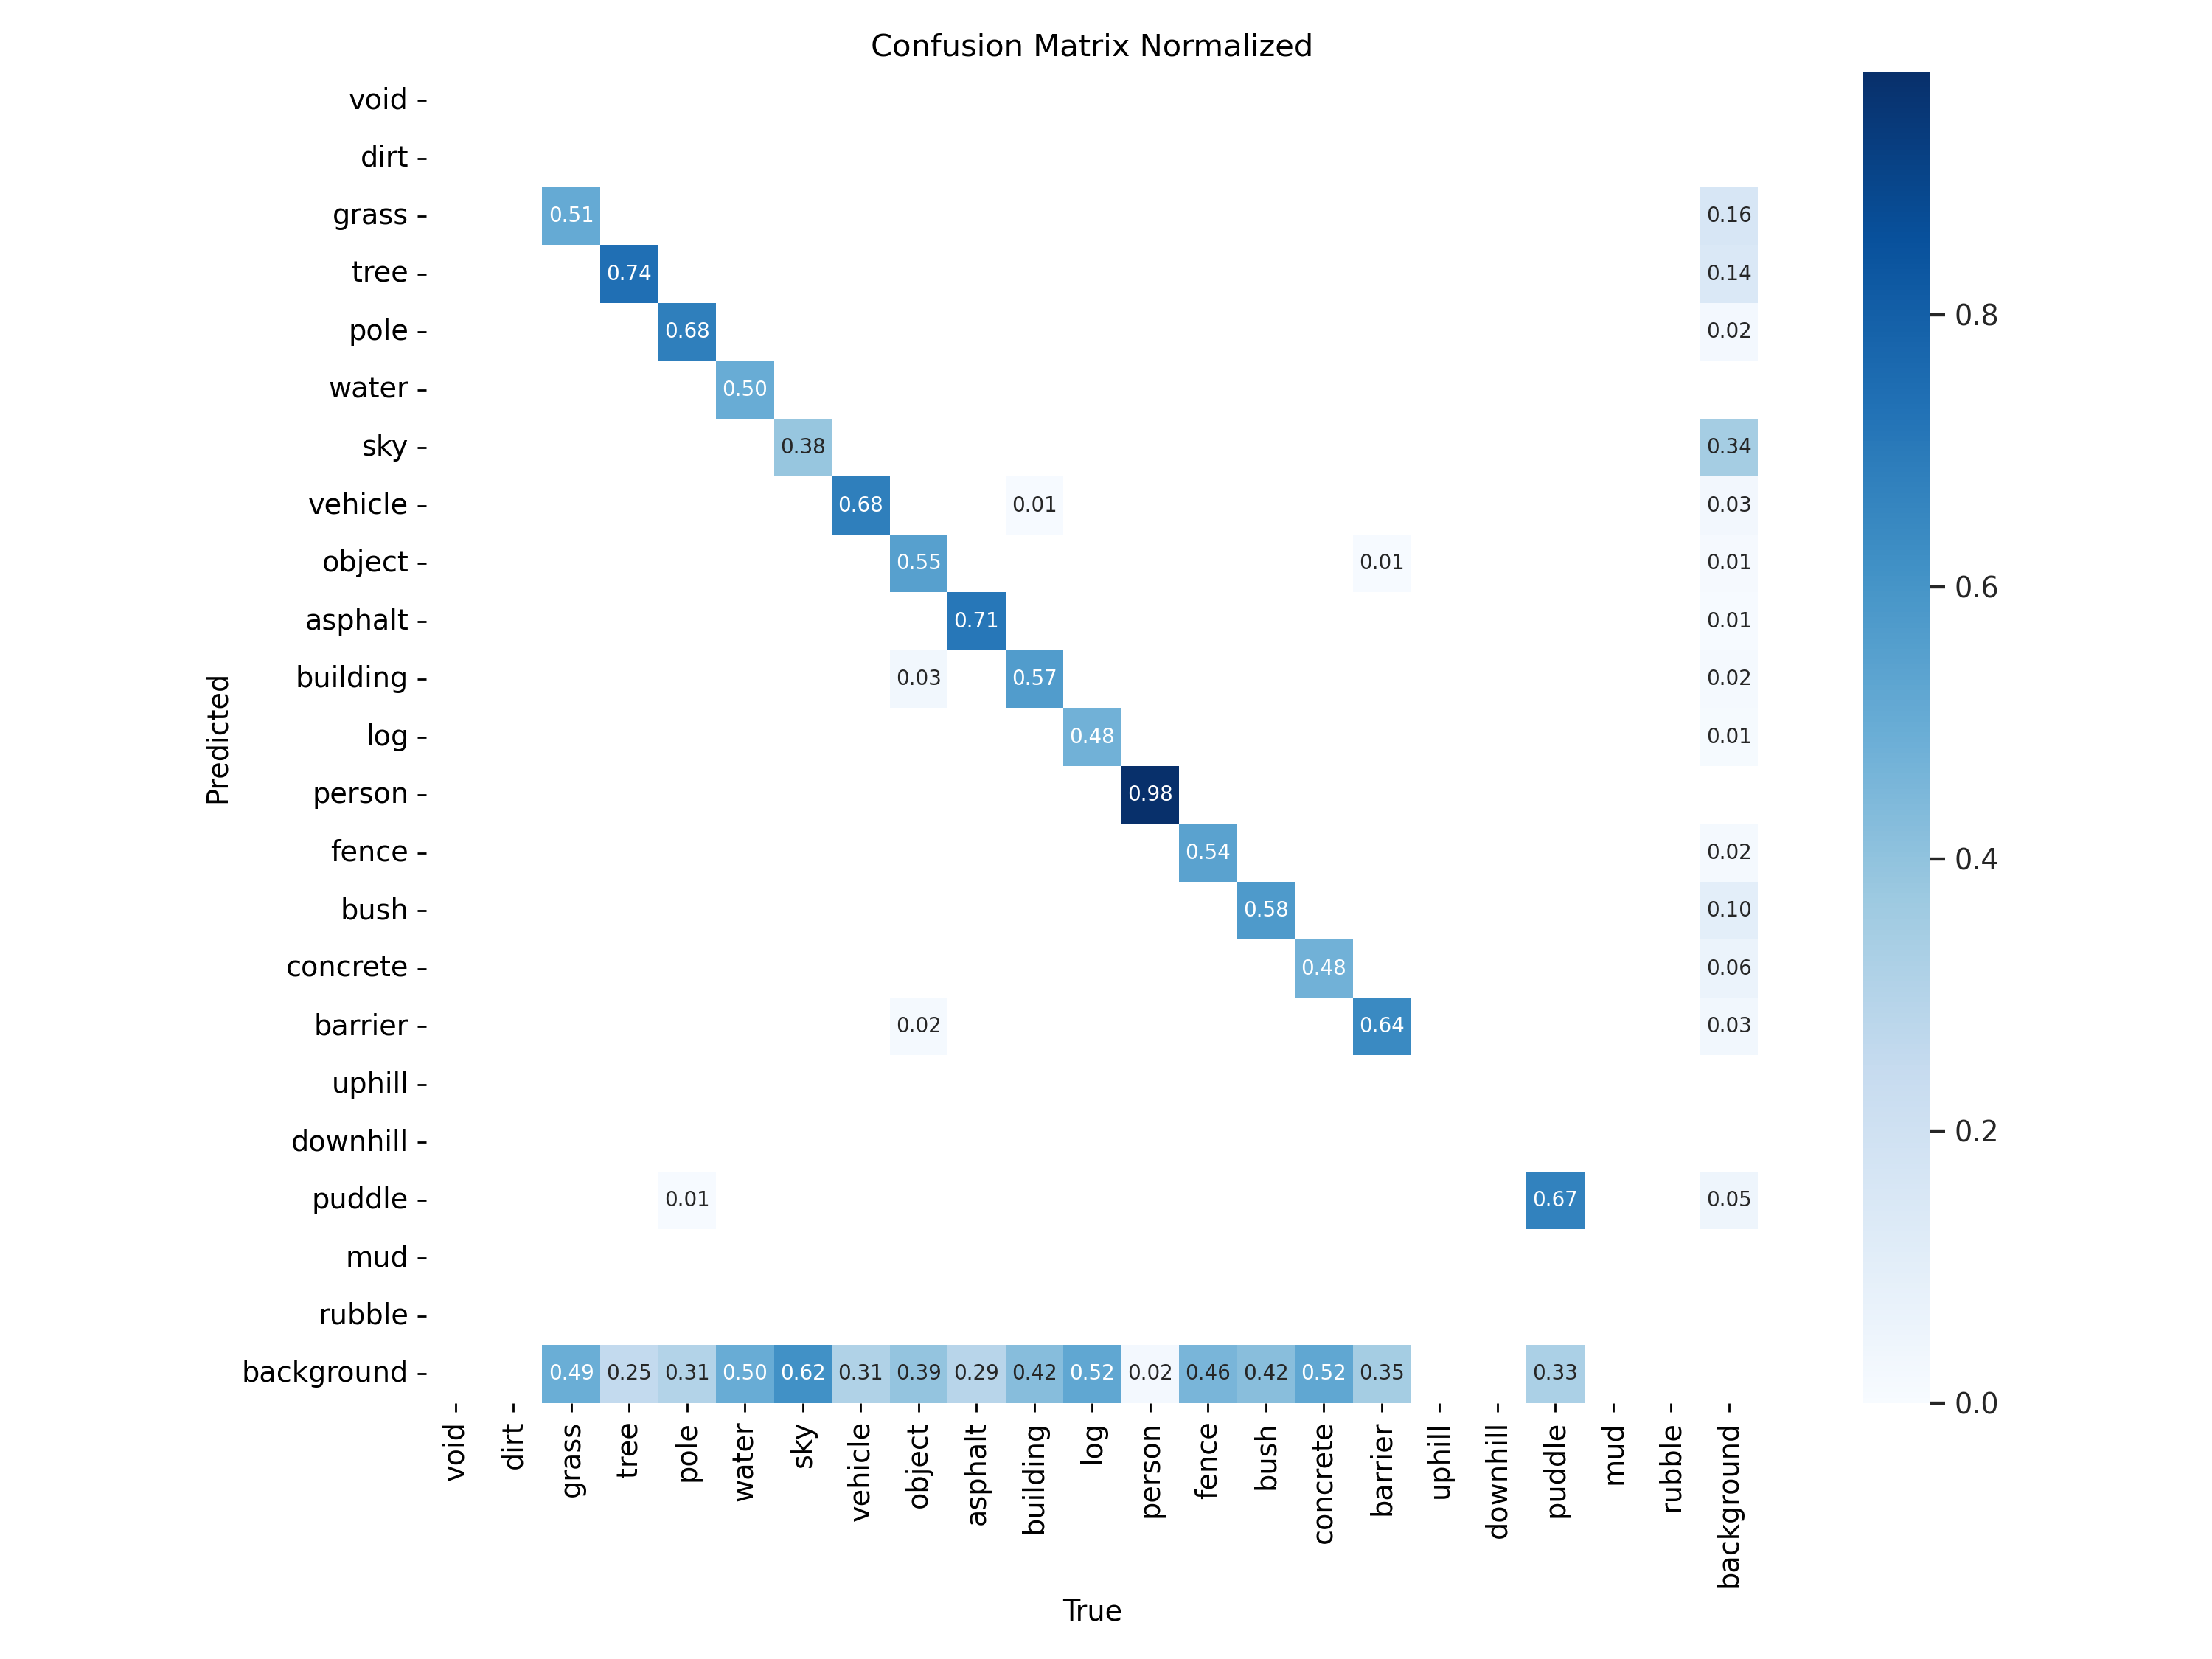 Confusion Matrix Normalized
void
dirt
grass 0.51 0.16
tree 0.74 0.14
pole 0.68 0.02
water 0.50
sky 0.38 0.34
vehicle 0.68 0.01 0.03
object 0.55 0.01 0.01
asphalt 0.71 0.01
building 0.03 0.57 0.02
log 0.48 0.01
person 0.98
fence 0.54 0.02
bush 0.58 0.10
concrete 0.48 0.06
barrier 0.02 0.64 0.03
uphill
downhill
puddle 0.01 0.67 0.05
mud
rubble
background 0.49 0.25 0.31 0.50 0.62 0.31 0.39 0.29 0.42 0.52 0.02 0.46 0.42 0.52 0.35 0.33
void dirt grass tree pole water sky vehicle object asphalt building log person fence bush concrete barrier uphill downhill puddle mud rubble background
True
Predicted
0.8
0.6
0.4
0.2
0.0